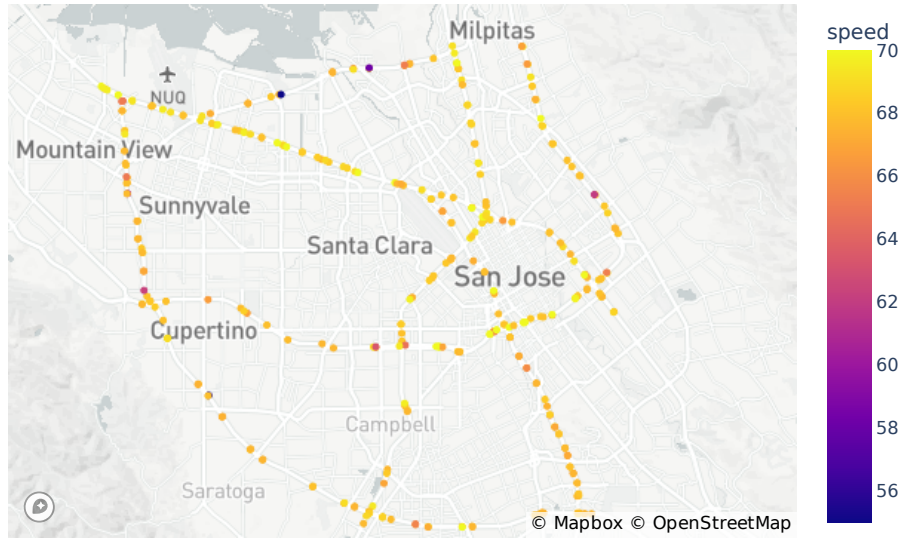 Milpitas
speed
70
NUQ
68
Mountain View
66
Sunnyvale
64
Santa Clara
San Jose
62
Cupertino
60
58
Campbell
Saratoga
56
© Mapbox © OpenStreetMap